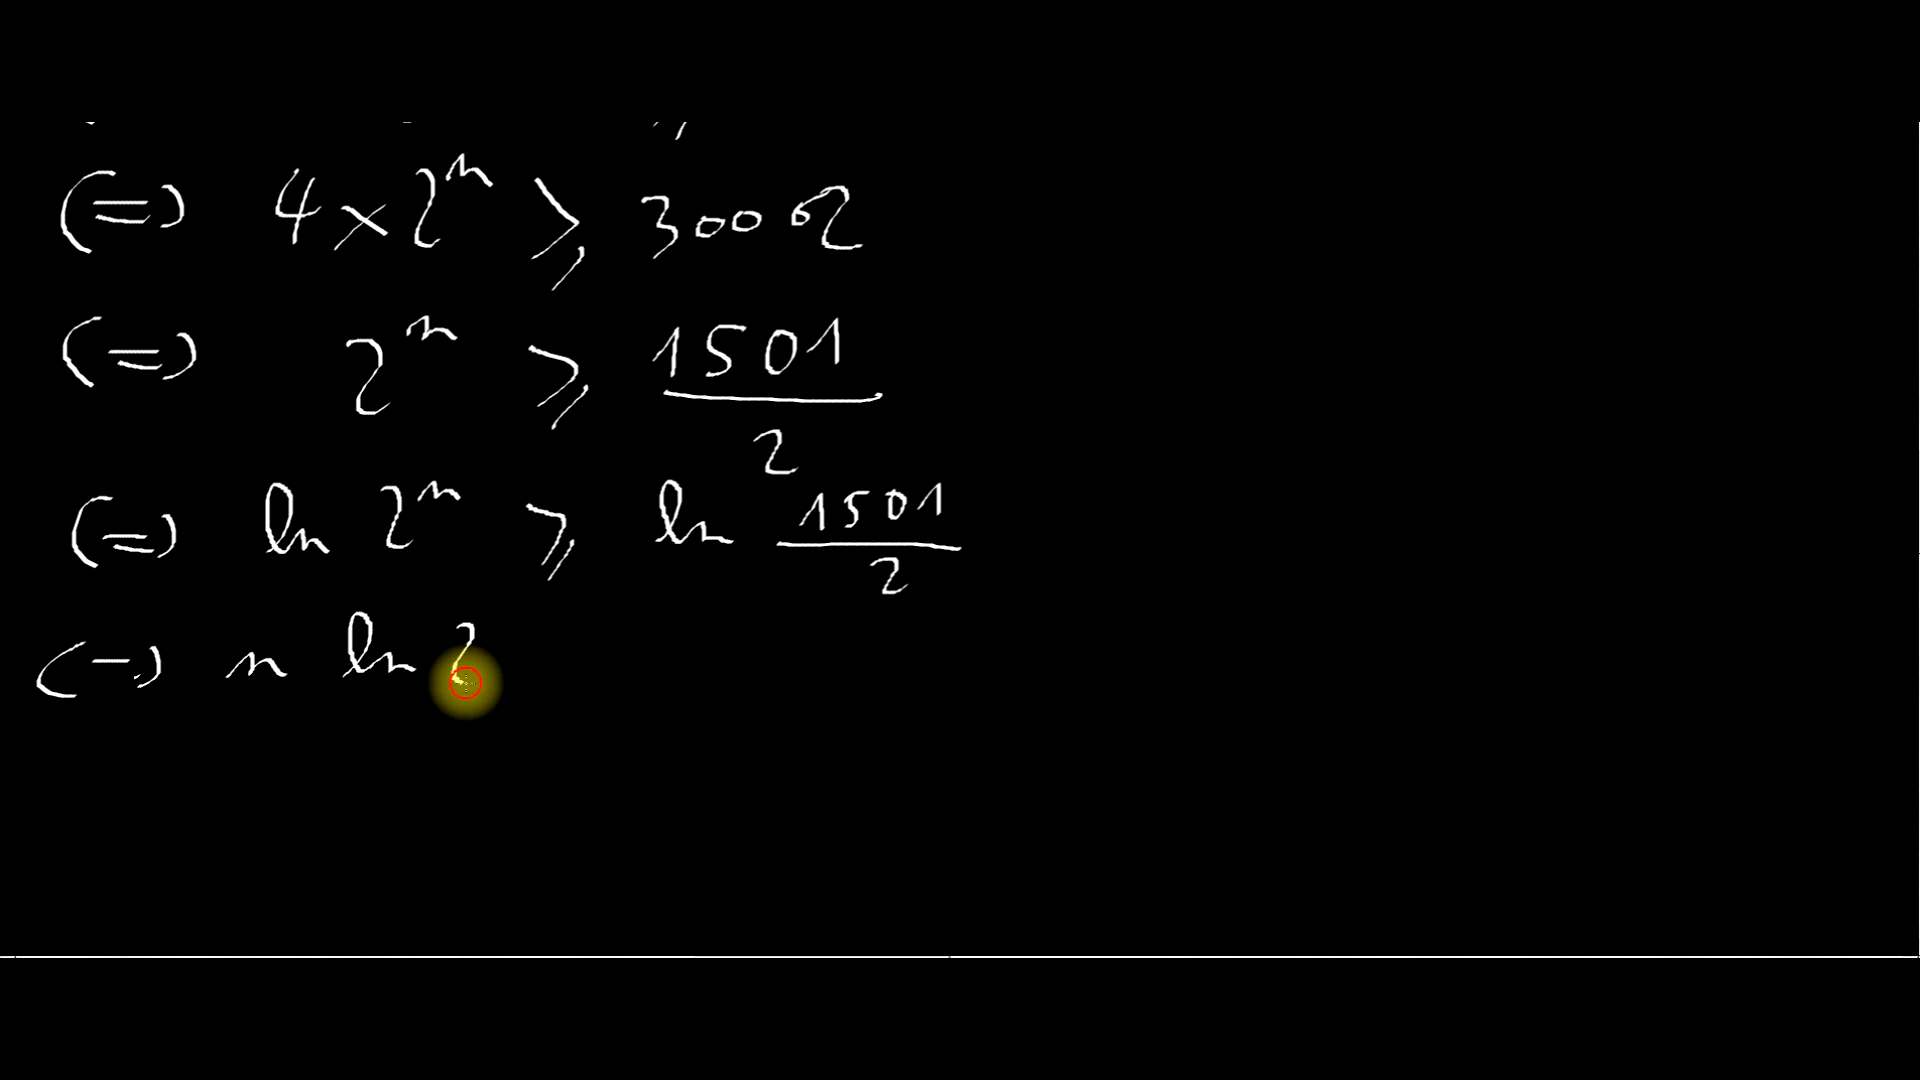 (=) 4 × 2ⁿ ⩾ 3002
(=) 2ⁿ ⩾ 1501/2
(=) ln 2ⁿ ⩾ ln 1501/2
(-) n ln 2